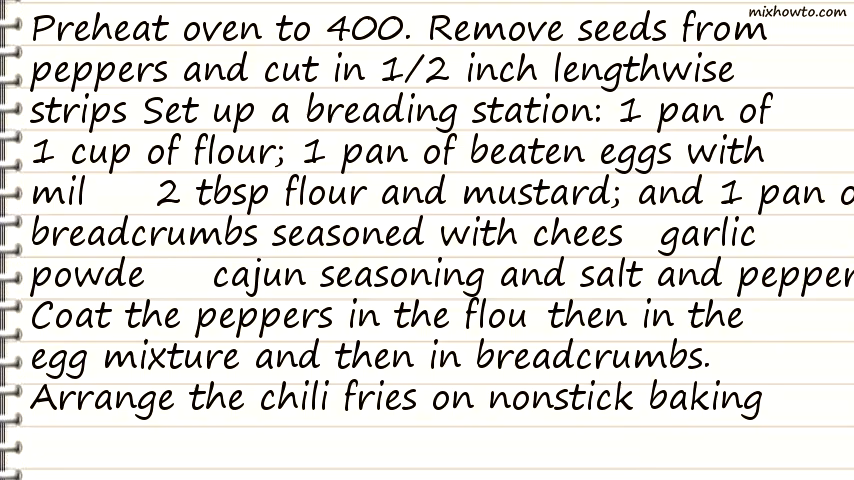 mixhowto.com
Preheat oven to 400. Remove seeds from
peppers and cut in 1/2 inch lengthwise
strips Set up a breading station: 1 pan of
1 cup of flour; 1 pan of beaten eggs with
mil 2 tbsp flour and mustard; and 1 pan o
breadcrumbs seasoned with chees garlic
powde cajun seasoning and salt and pepper
Coat the peppers in the flou then in the
egg mixture and then in breadcrumbs.
Arrange the chili fries on nonstick baking